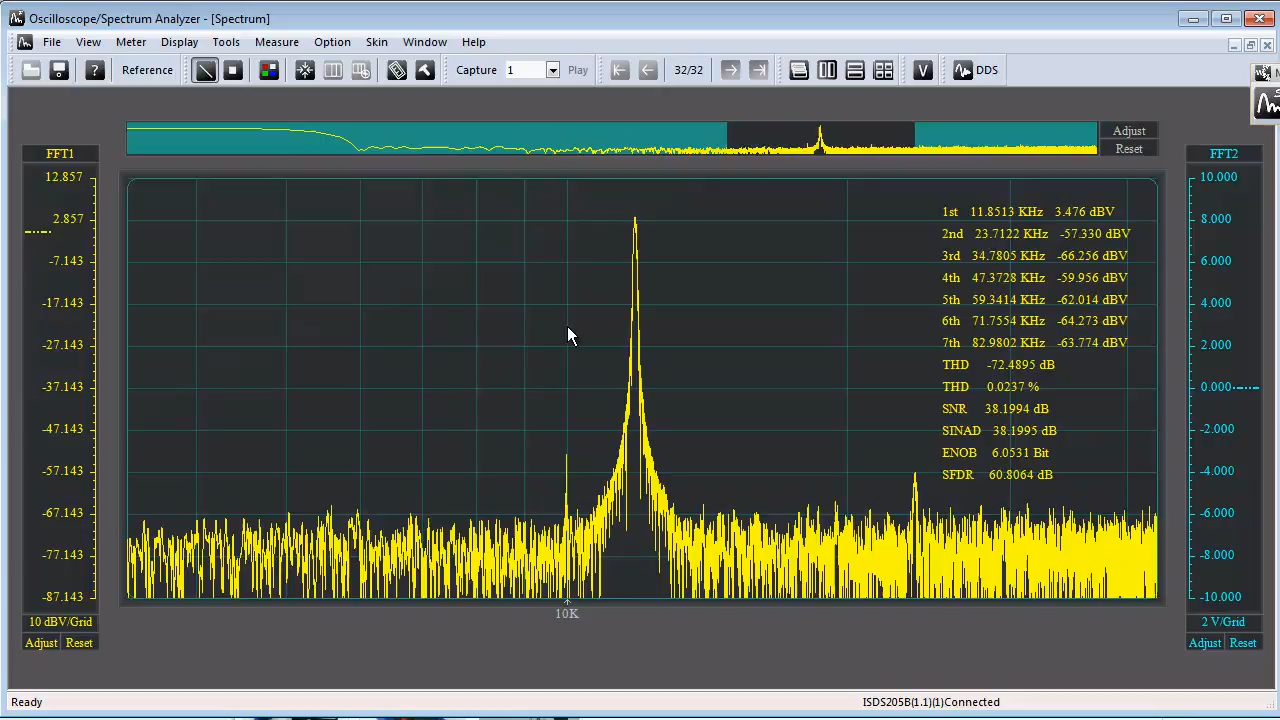 Oscilloscope/Spectrum Analyzer - [Spectrum]
File View Meter Display Tools Measure Option Skin Window Help
Reference Capture 1 Play 32/32 V DDS
Adjust
Reset
FFT1
12.857
2.857
-7.143
-17.143
-27.143
-37.143
-47.143
-57.143
-67.143
-77.143
-87.143
10 dBV/Grid
Adjust Reset
1st 11.8513 KHz 3.476 dBV
2nd 23.7122 KHz -57.330 dBV
3rd 34.7805 KHz -66.256 dBV
4th 47.3728 KHz -59.956 dBV
5th 59.3414 KHz -62.014 dBV
6th 71.7554 KHz -64.273 dBV
7th 82.9802 KHz -63.774 dBV
THD -72.4895 dB
THD 0.0237 %
SNR 38.1994 dB
SINAD 38.1995 dB
ENOB 6.0531 Bit
SFDR 60.8064 dB
10K
FFT2
10.000
8.000
6.000
4.000
2.000
0.000
-2.000
-4.000
-6.000
-8.000
-10.000
2 V/Grid
Adjust Reset
Ready
ISDS205B(1.1)(1)Connected